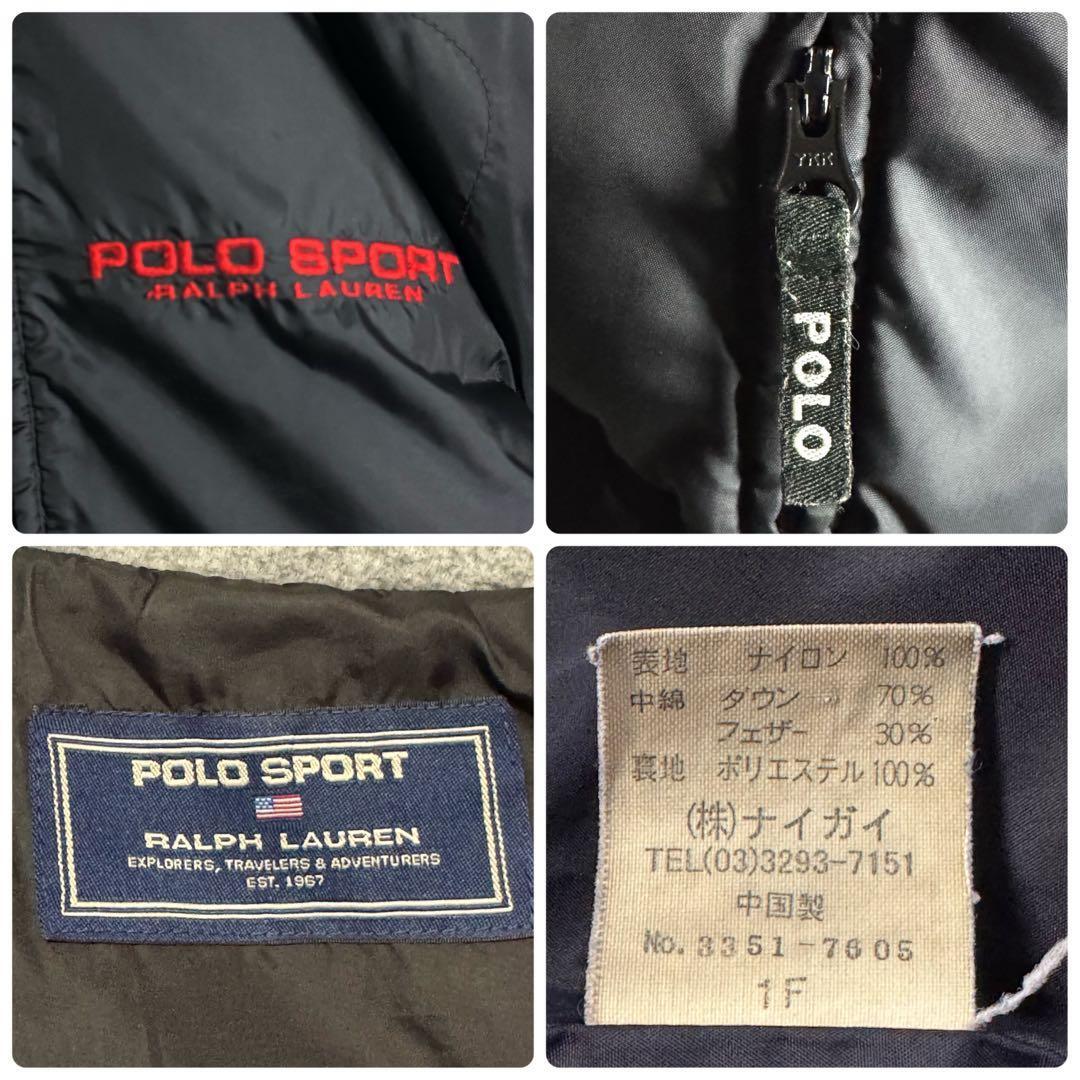 POLO SPORT
RALPH LAUREN
YKK
POLO
POLO SPORT
RALPH LAUREN
EXPLORERS, TRAVELERS & ADVENTURERS
EST. 1967
表地 ナイロン 100%
中綿 ダウン 70%
フェザー 30%
裏地 ポリエステル 100%
(株)ナイガイ
TEL(03)3293-7151
中国製
No. 3351-7605
1F